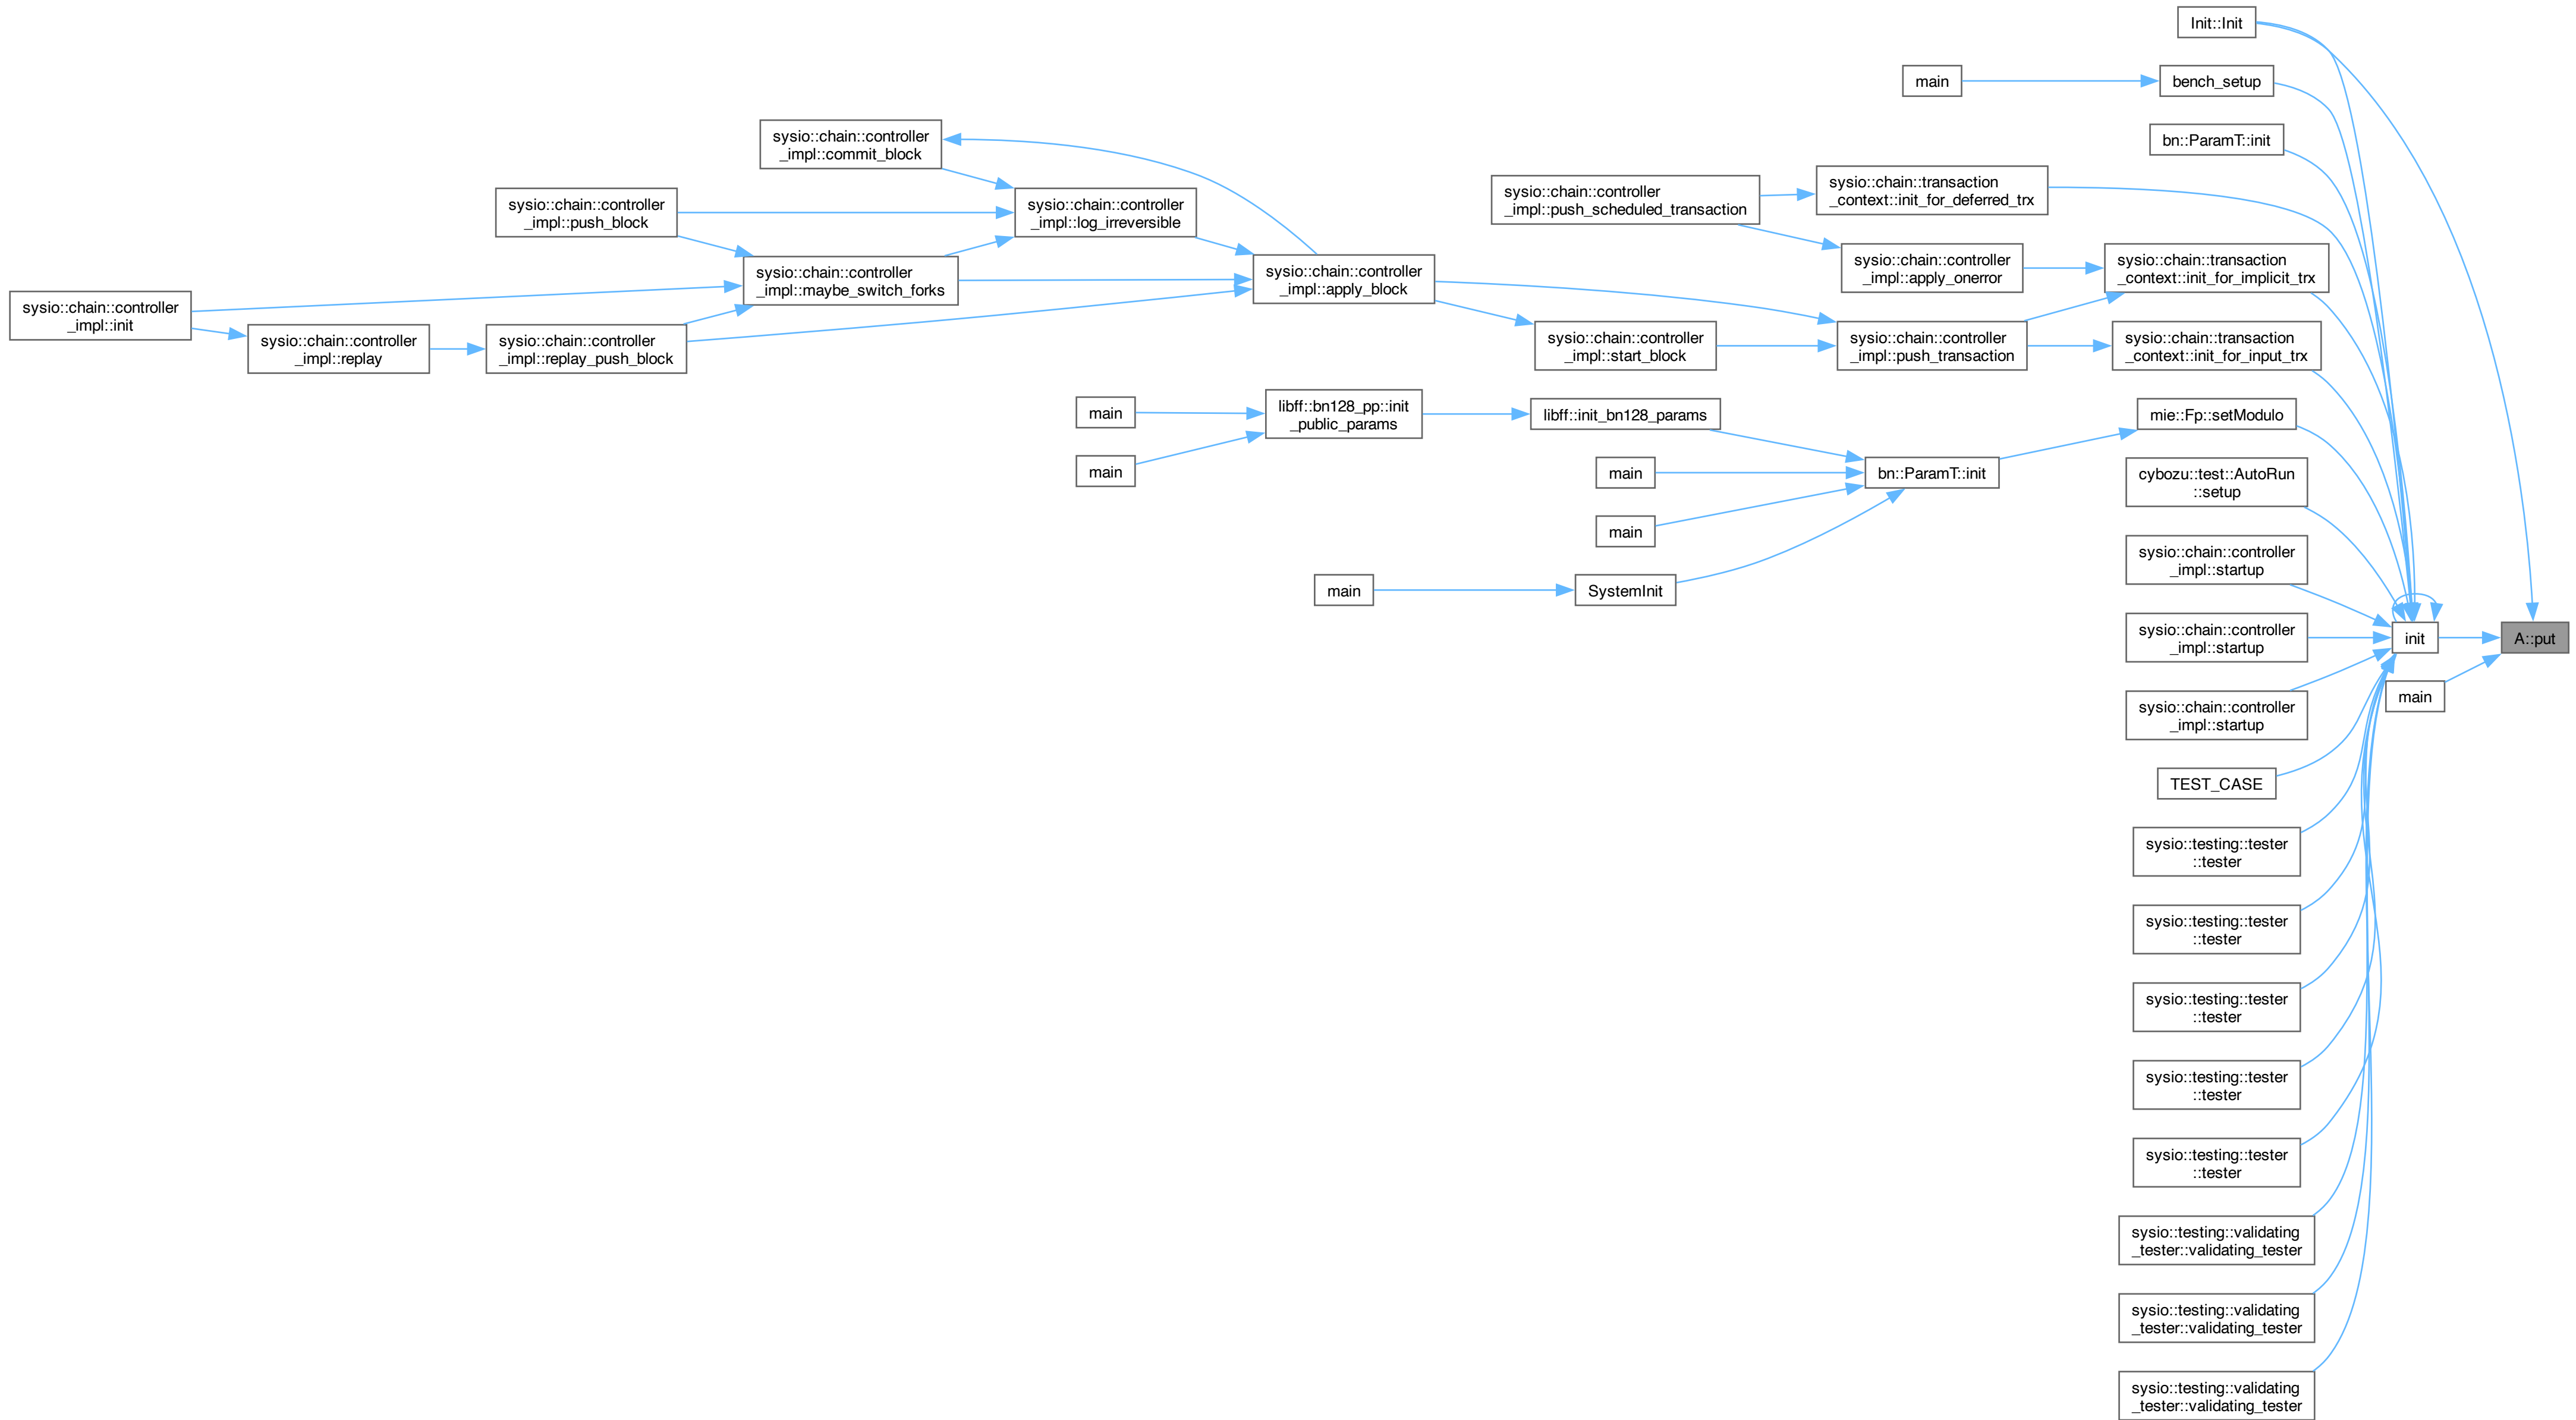 Init::Init
main
bench_setup
sysio::chain::controller
_impl::commit_block
bn::ParamT::init
sysio::chain::controller
_impl::push_block
sysio::chain::controller
_impl::log_irreversible
sysio::chain::controller
_impl::push_scheduled_transaction
sysio::chain::transaction
_context::init_for_deferred_trx
sysio::chain::controller
_impl::maybe_switch_forks
sysio::chain::controller
_impl::apply_block
sysio::chain::controller
_impl::apply_onerror
sysio::chain::transaction
_context::init_for_implicit_trx
sysio::chain::controller
_impl::init
sysio::chain::controller
_impl::replay
sysio::chain::controller
_impl::replay_push_block
sysio::chain::controller
_impl::start_block
sysio::chain::controller
_impl::push_transaction
sysio::chain::transaction
_context::init_for_input_trx
main
libff::bn128_pp::init
_public_params
libff::init_bn128_params
mie::Fp::setModulo
main
main
bn::ParamT::init
cybozu::test::AutoRun
::setup
main
sysio::chain::controller
_impl::startup
main
SystemInit
sysio::chain::controller
_impl::startup
init
A::put
sysio::chain::controller
_impl::startup
main
TEST_CASE
sysio::testing::tester
::tester
sysio::testing::tester
::tester
sysio::testing::tester
::tester
sysio::testing::tester
::tester
sysio::testing::tester
::tester
sysio::testing::validating
_tester::validating_tester
sysio::testing::validating
_tester::validating_tester
sysio::testing::validating
_tester::validating_tester